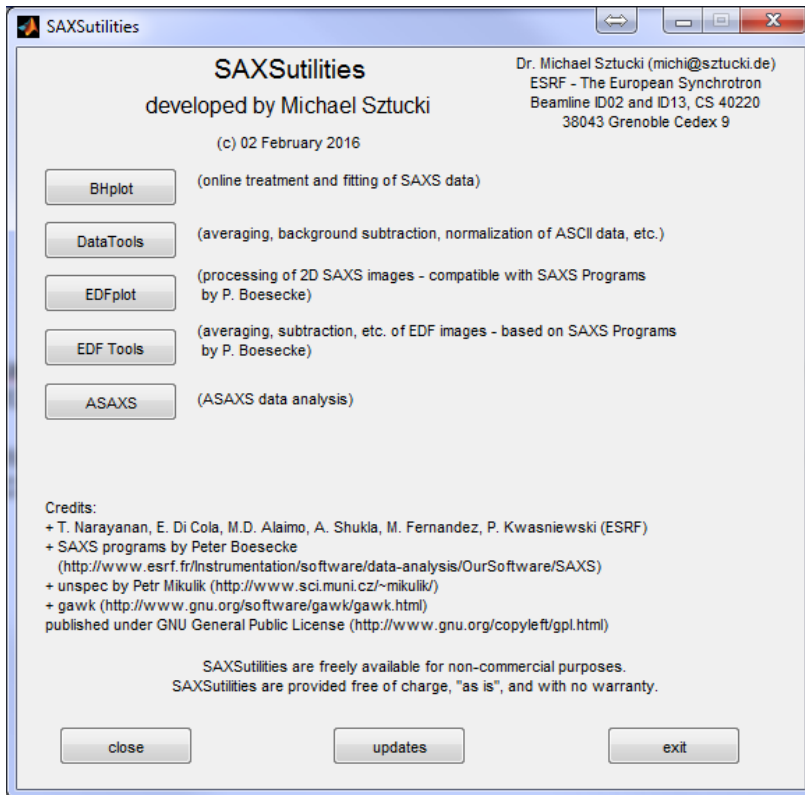 SAXSutilities
SAXSutilities
developed by Michael Sztucki
(c) 02 February 2016
Dr. Michael Sztucki (michi@sztucki.de)
ESRF - The European Synchrotron
Beamline ID02 and ID13, CS 40220
38043 Grenoble Cedex 9
BHplot
(online treatment and fitting of SAXS data)
DataTools
(averaging, background subtraction, normalization of ASCII data, etc.)
EDFplot
(processing of 2D SAXS images - compatible with SAXS Programs
by P. Boesecke)
EDF Tools
(averaging, subtraction, etc. of EDF images - based on SAXS Programs
by P. Boesecke)
ASAXS
(ASAXS data analysis)
Credits:
+ T. Narayanan, E. Di Cola, M.D. Alaimo, A. Shukla, M. Fernandez, P. Kwasniewski (ESRF)
+ SAXS programs by Peter Boesecke
(http://www.esrf.fr/Instrumentation/software/data-analysis/OurSoftware/SAXS)
+ unspec by Petr Mikulik (http://www.sci.muni.cz/~mikulik/)
+ gawk (http://www.gnu.org/software/gawk/gawk.html)
published under GNU General Public License (http://www.gnu.org/copyleft/gpl.html)
SAXSutilities are freely available for non-commercial purposes.
SAXSutilities are provided free of charge, "as is", and with no warranty.
close
updates
exit